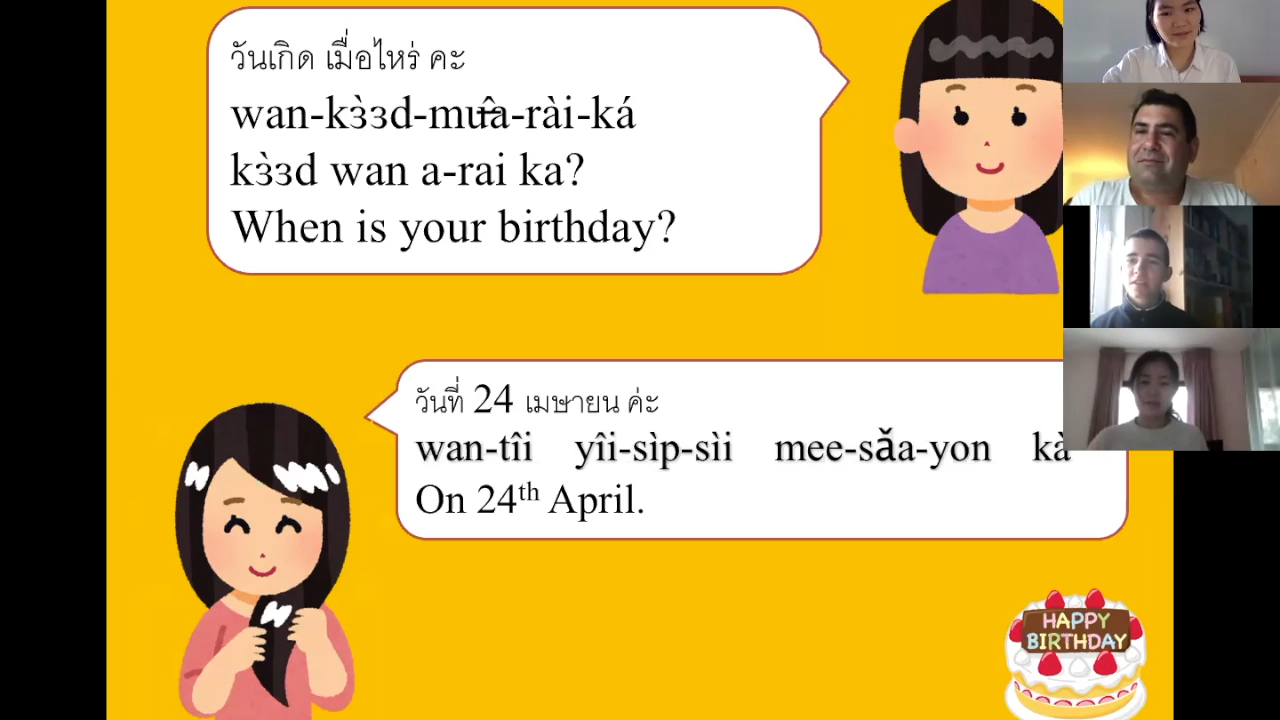 วันเกิด เมื่อไหร่ คะ
wan-kɜ̀ɜd-mʉ̂a-rài-ká
kɜ̀ɜd wan a-rai ka?
When is your birthday?
วันที่ 24 เมษายน ค่ะ
wan-tîi yîi-sìp-sìi mee-sǎa-yon kà
On 24th April.
HAPPY
BIRTHDAY